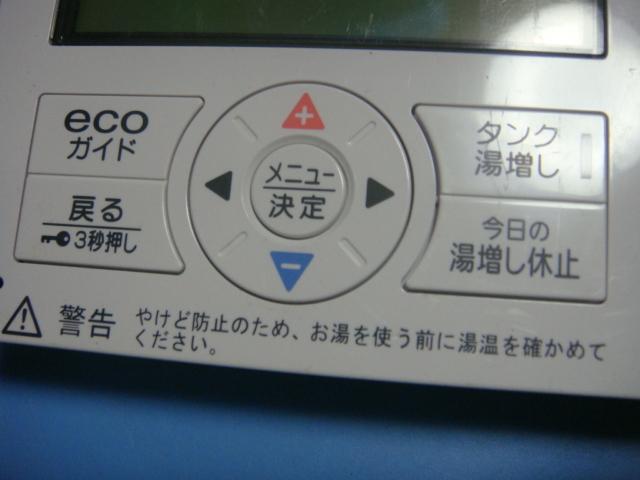 eco
ガイド
戻る
3秒押し
+
メニュー
決定
−
タンク
湯増し
今日の
湯増し休止
警告 やけど防止のため、お湯を使う前に湯温を確かめて
ください。